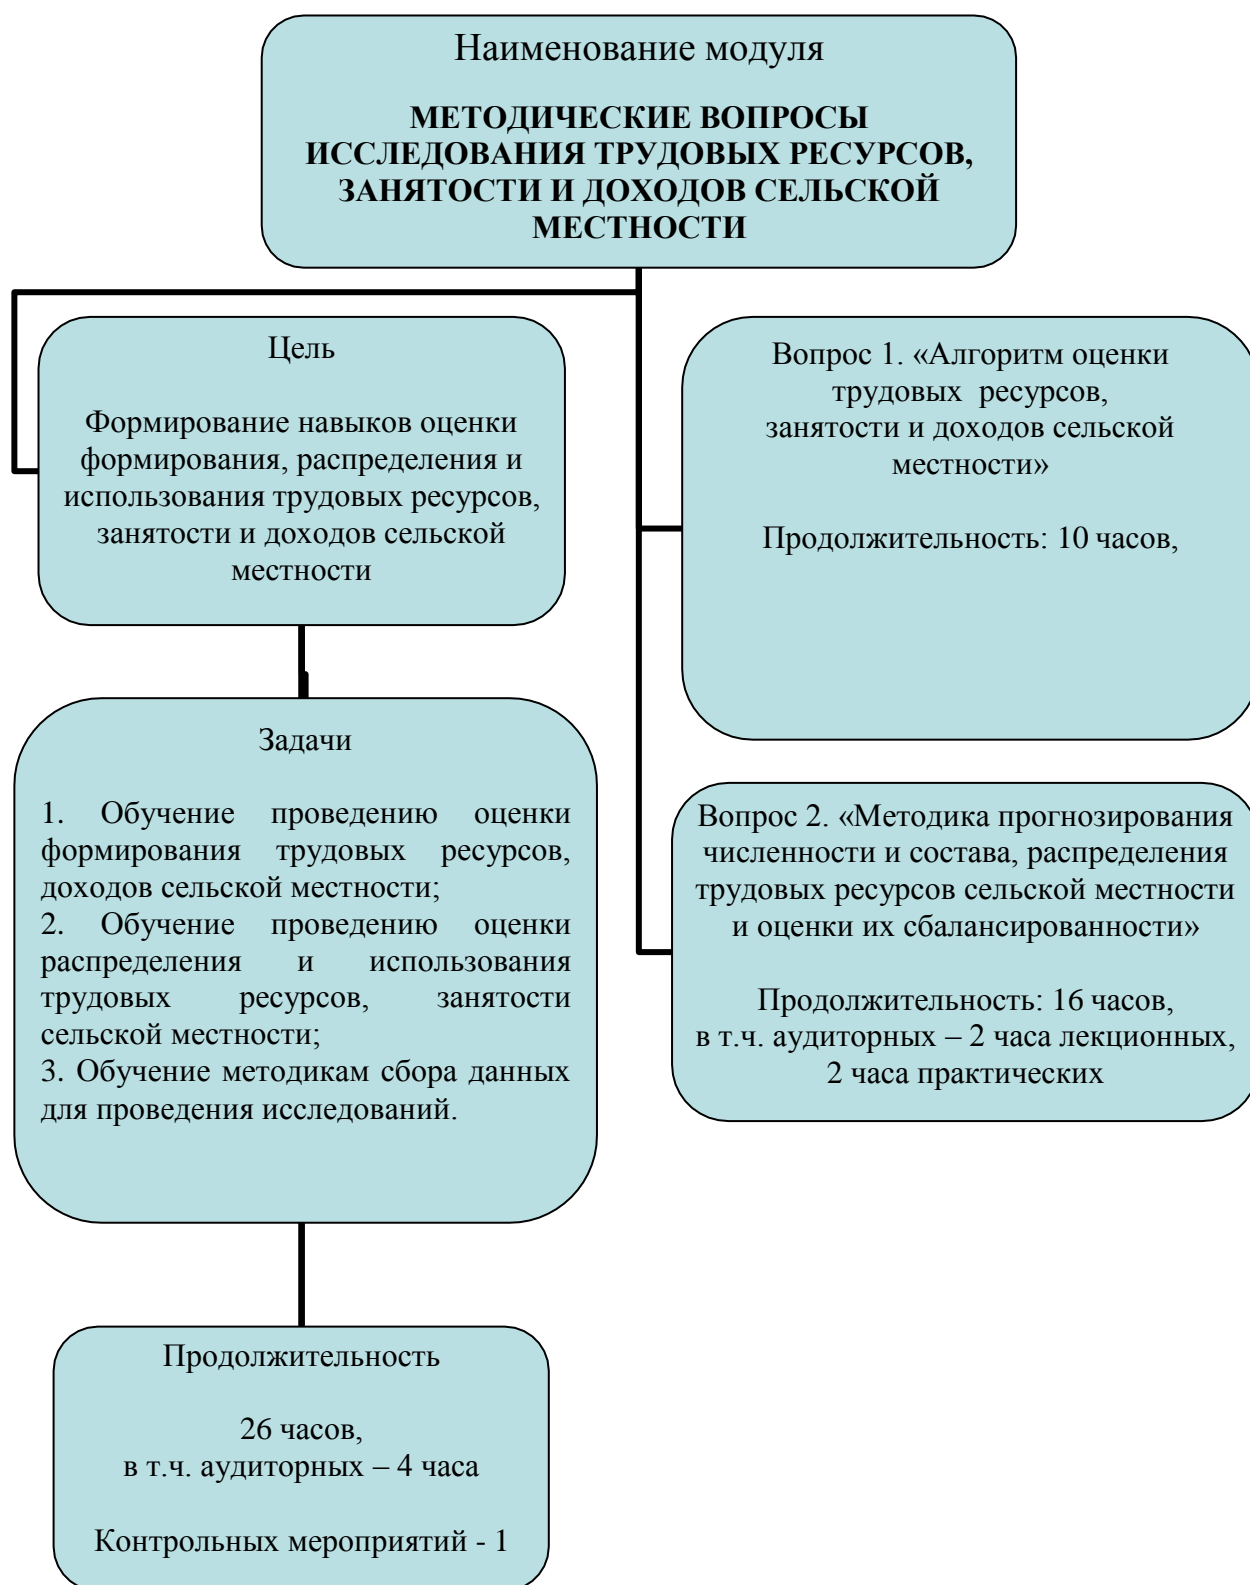 Наименование модуля
МЕТОДИЧЕСКИЕ ВОПРОСЫ
ИССЛЕДОВАНИЯ ТРУДОВЫХ РЕСУРСОВ,
ЗАНЯТОСТИ И ДОХОДОВ СЕЛЬСКОЙ
МЕСТНОСТИ
Цель
Формирование навыков оценки
формирования, распределения и
использования трудовых ресурсов,
занятости и доходов сельской
местности
Задачи
1. Обучение проведению оценки
формирования трудовых ресурсов,
доходов сельской местности;
2. Обучение проведению оценки
распределения и использования
трудовых ресурсов, занятости
сельской местности;
3. Обучение методикам сбора данных
для проведения исследований.
Продолжительность
26 часов,
в т.ч. аудиторных – 4 часа
Контрольных мероприятий - 1
Вопрос 1. «Алгоритм оценки
трудовых ресурсов,
занятости и доходов сельской
местности»
Продолжительность: 10 часов,
Вопрос 2. «Методика прогнозирования
численности и состава, распределения
трудовых ресурсов сельской местности
и оценки их сбалансированности»
Продолжительность: 16 часов,
в т.ч. аудиторных – 2 часа лекционных,
2 часа практических